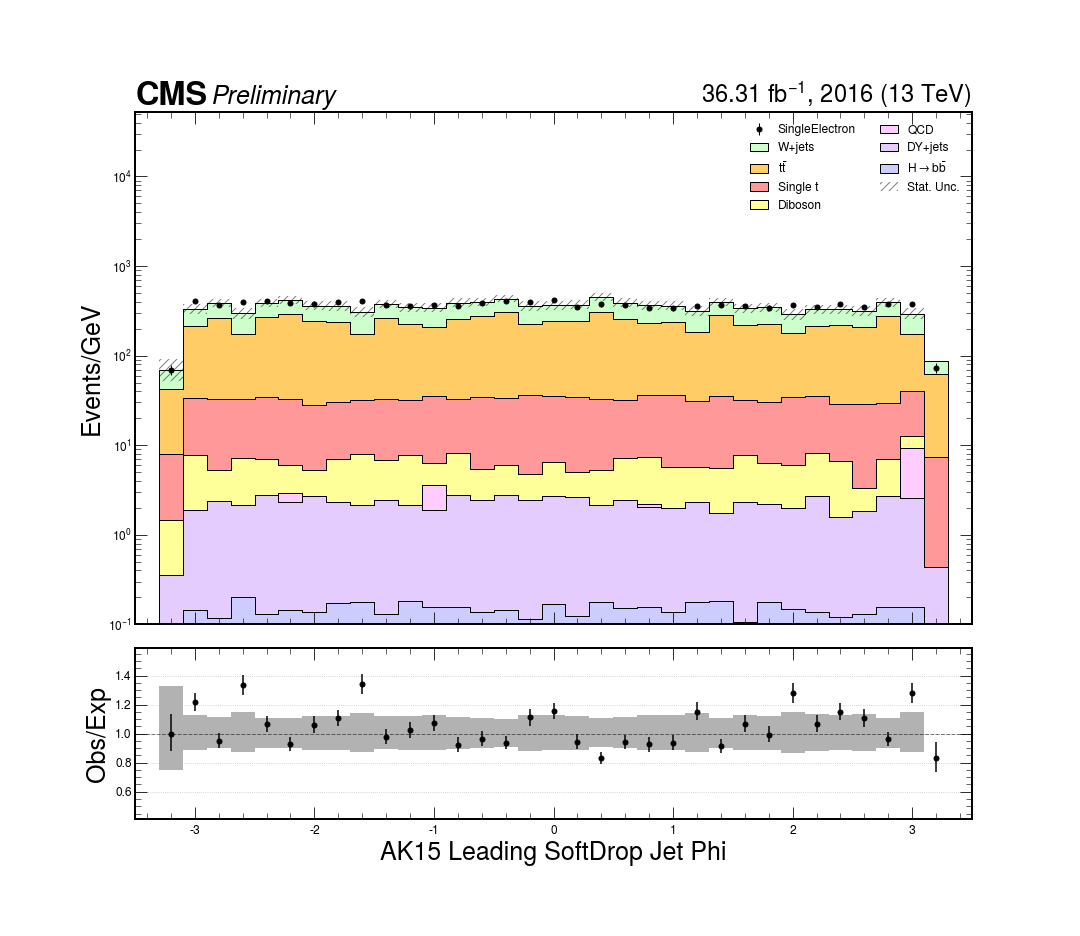 CMS Preliminary
36.31 fb⁻¹, 2016 (13 TeV)
SingleElectron
W+jets
tt̄
Single t
Diboson
QCD
DY+jets
H→bb̄
Stat. Unc.
Events/GeV
10⁴
10³
10²
10¹
10⁰
10⁻¹
Obs/Exp
1.4
1.2
1.0
0.8
0.6
-3 -2 -1 0 1 2 3
AK15 Leading SoftDrop Jet Phi